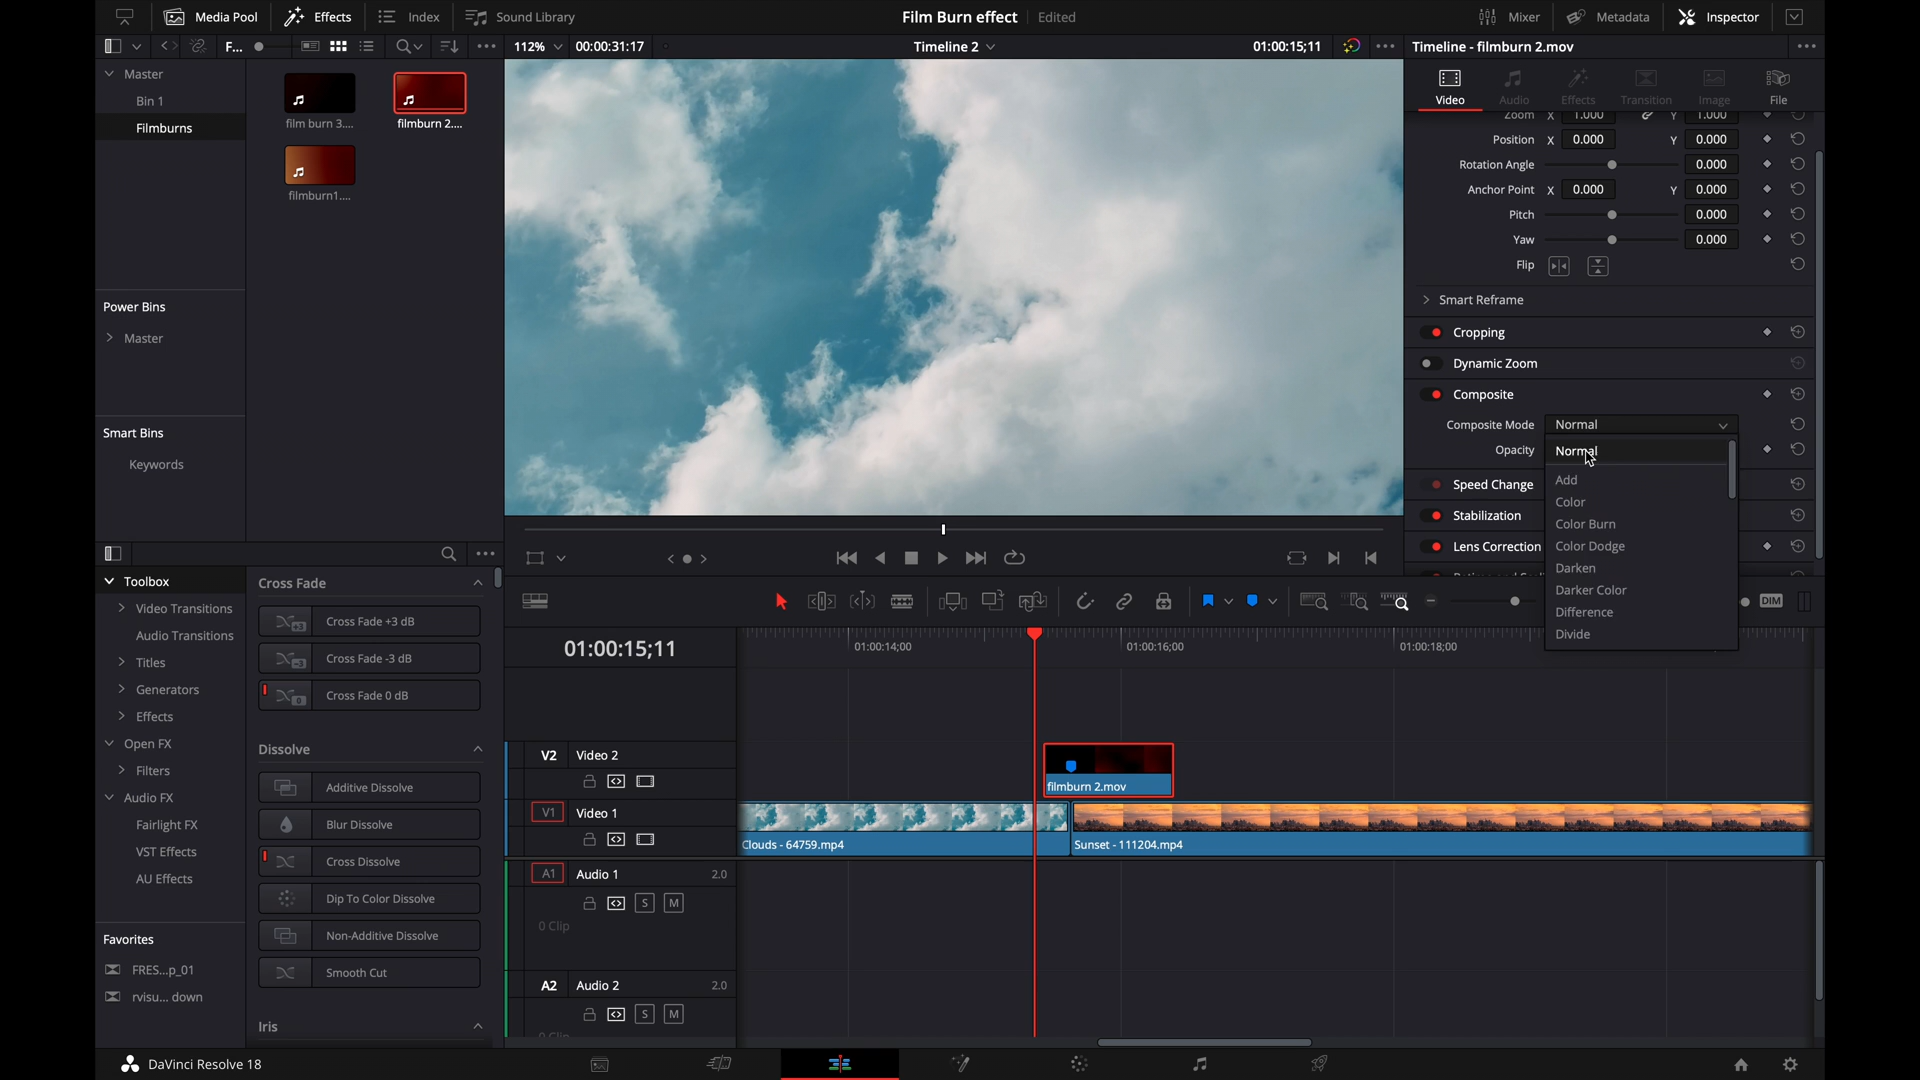 Media Pool
Effects
Index
Sound Library
Film Burn effect
Edited
Mixer
Metadata
Inspector
F...
112%
00:00:31:17
Timeline 2
01:00:15;11
Timeline - filmburn 2.mov
Master
Bin 1
Filmburns
film burn 3....
filmburn 2....
filmburn1....
Power Bins
Master
Smart Bins
Keywords
Video
Audio
Effects
Transition
Image
File
Zoom X 1.000 Y 1.000
Position X 0.000 Y 0.000
Rotation Angle 0.000
Anchor Point X 0.000 Y 0.000
Pitch 0.000
Yaw 0.000
Flip
Smart Reframe
Cropping
Dynamic Zoom
Composite
Composite Mode Normal
Opacity
Speed Change
Stabilization
Lens Correction
Normal
Add
Color
Color Burn
Color Dodge
Darken
Darker Color
Difference
Divide
Toolbox
Video Transitions
Audio Transitions
Titles
Generators
Effects
Open FX
Filters
Audio FX
Fairlight FX
VST Effects
AU Effects
Favorites
FRES...p_01
rvisu... down
Cross Fade
Cross Fade +3 dB
Cross Fade -3 dB
Cross Fade 0 dB
Dissolve
Additive Dissolve
Blur Dissolve
Cross Dissolve
Dip To Color Dissolve
Non-Additive Dissolve
Smooth Cut
Iris
DIM
01:00:15;11
01:00:14;00
01:00:16;00
01:00:18;00
V2 Video 2
filmburn 2.mov
V1 Video 1
Clouds - 64759.mp4
Sunset - 111204.mp4
A1 Audio 1 2.0
S M
0 Clip
A2 Audio 2 2.0
S M
0 Clip
DaVinci Resolve 18